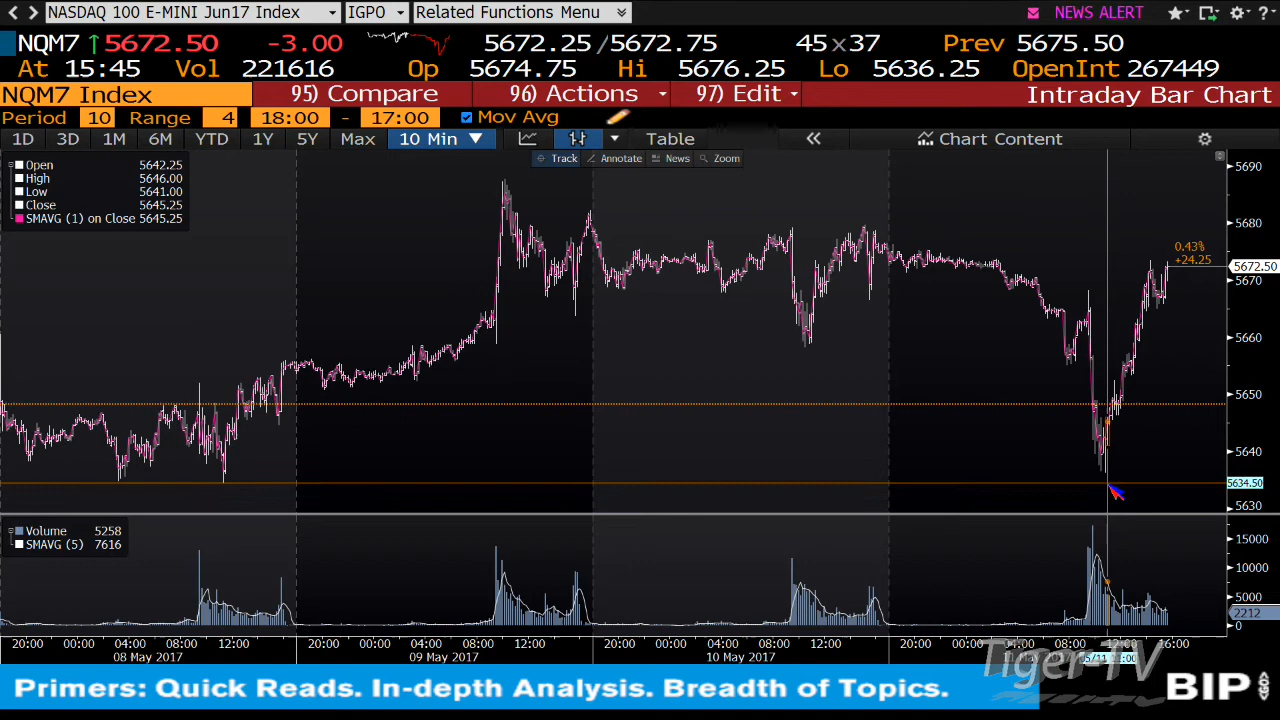 NASDAQ 100 E-MINI Jun17 Index IGPO Related Functions Menu NEWS ALERT
NQM7 ↑5672.50 -3.00 5672.25/5672.75 45x37 Prev 5675.50
At 15:45 Vol 221616 Op 5674.75 Hi 5676.25 Lo 5636.25 OpenInt 267449
NQM7 Index 95) Compare 96) Actions 97) Edit Intraday Bar Chart
Period 10 Range 4 18:00 - 17:00 Mov Avg
1D 3D 1M 6M YTD 1Y 5Y Max 10 Min Table Chart Content
Track Annotate News Zoom
Open 5642.25
High 5646.00
Low 5641.00
Close 5645.25
SMAVG (1) on Close 5645.25
5690
5680
0.43%
+24.25
5672.50
5670
5660
5650
5640
5634.50
5630
Volume 5258
SMAVG (5) 7616
15000
10000
5000
2212
0
20:00 00:00 04:00 08:00 12:00 20:00 00:00 04:00 08:00 12:00 20:00 00:00 04:00 08:00 12:00 20:00 00:00 04:00 08:00 12:00 16:00
08 May 2017 09 May 2017 10 May 2017 05/11 11:00
Tiger-TV
Primers: Quick Reads. In-depth Analysis. Breadth of Topics.
BIP GO